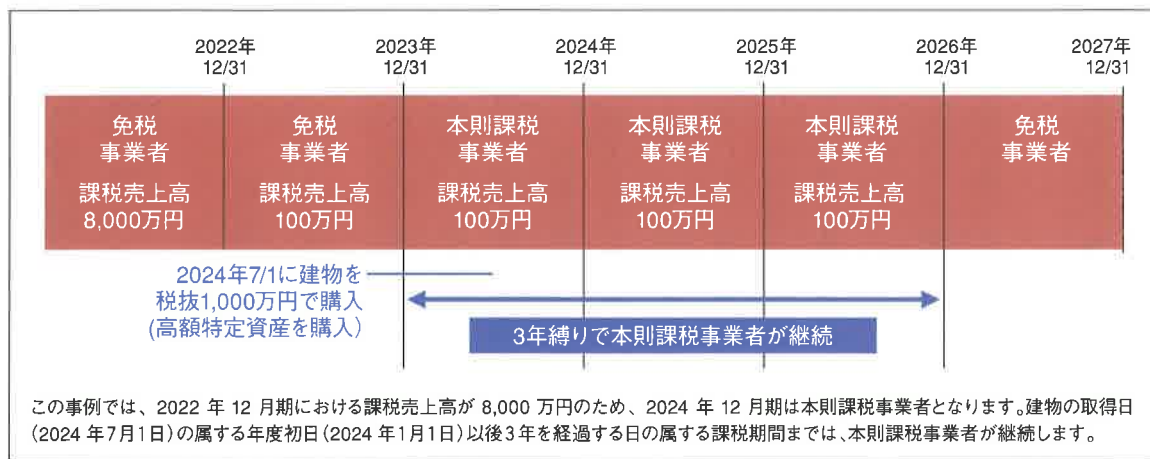 2022年
12/31
2023年
12/31
2024年
12/31
2025年
12/31
2026年
12/31
2027年
12/31
免税
事業者
課税売上高
8,000万円
免税
事業者
課税売上高
100万円
本則課税
事業者
課税売上高
100万円
本則課税
事業者
課税売上高
100万円
本則課税
事業者
課税売上高
100万円
免税
事業者
2024年7/1に建物を
税抜1,000万円で購入
(高額特定資産を購入)
3年縛りで本則課税事業者が継続
この事例では、2022 年 12 月期における課税売上高が 8,000 万円のため、2024 年 12 月期は本則課税事業者となります。建物の取得日
(2024 年7月1日)の属する年度初日(2024 年1月1日)以後3年を経過する日の属する課税期間までは、本則課税事業者が継続します。